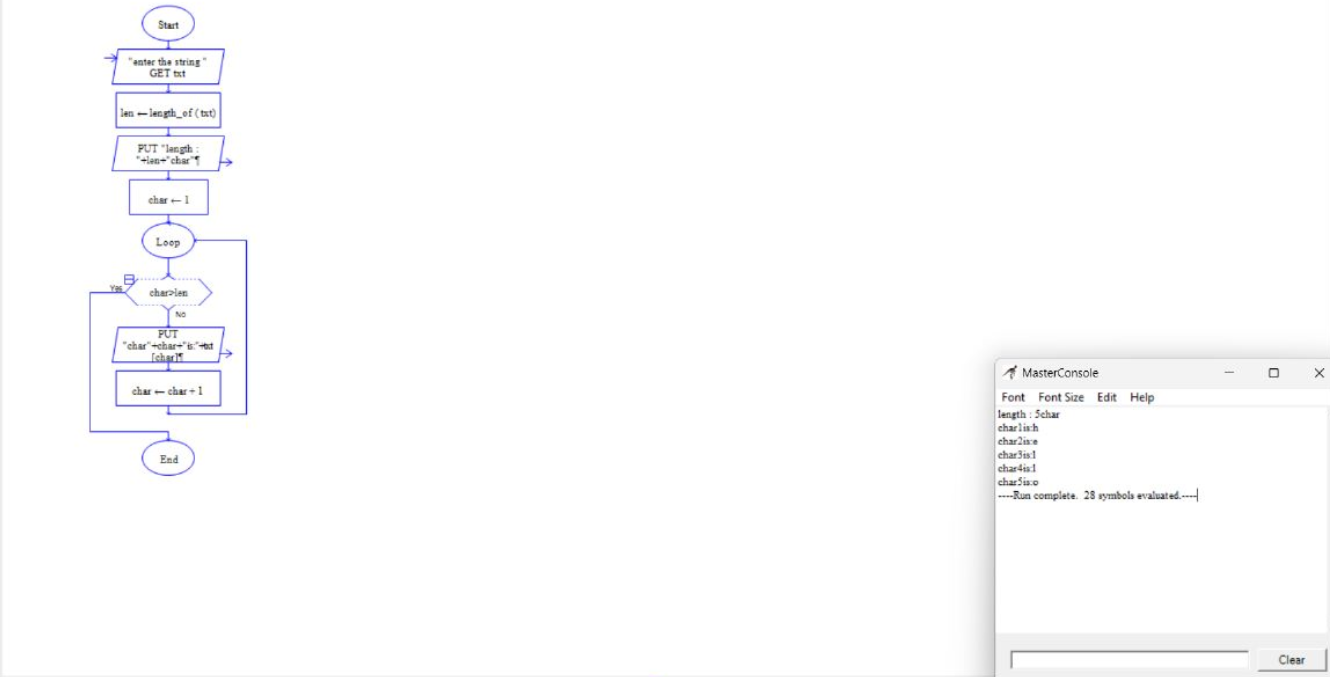 Start
"enter the string "
GET txt
len ← length_of ( txt)
PUT "length :
"+len+"char"¶
char ← 1
Loop
Yes
char>len
No
PUT
"char"+char+"is:"+txt
[char]¶
char ← char + 1
End
MasterConsole
Font Font Size Edit Help
length : 5char
char1is:h
char2is:e
char3is:l
char4is:l
char5is:o
----Run complete. 28 symbols evaluated.----
Clear